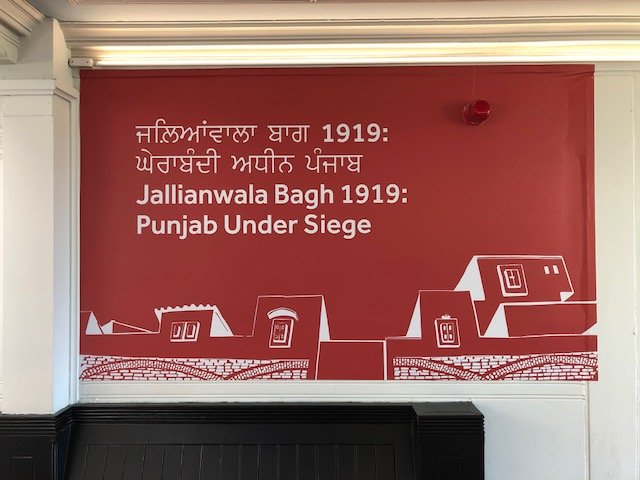 ਜਲ੍ਹਿਆਂਵਾਲਾ ਬਾਗ 1919:
ਘੇਰਾਬੰਦੀ ਅਧੀਨ ਪੰਜਾਬ
Jallianwala Bagh 1919:
Punjab Under Siege